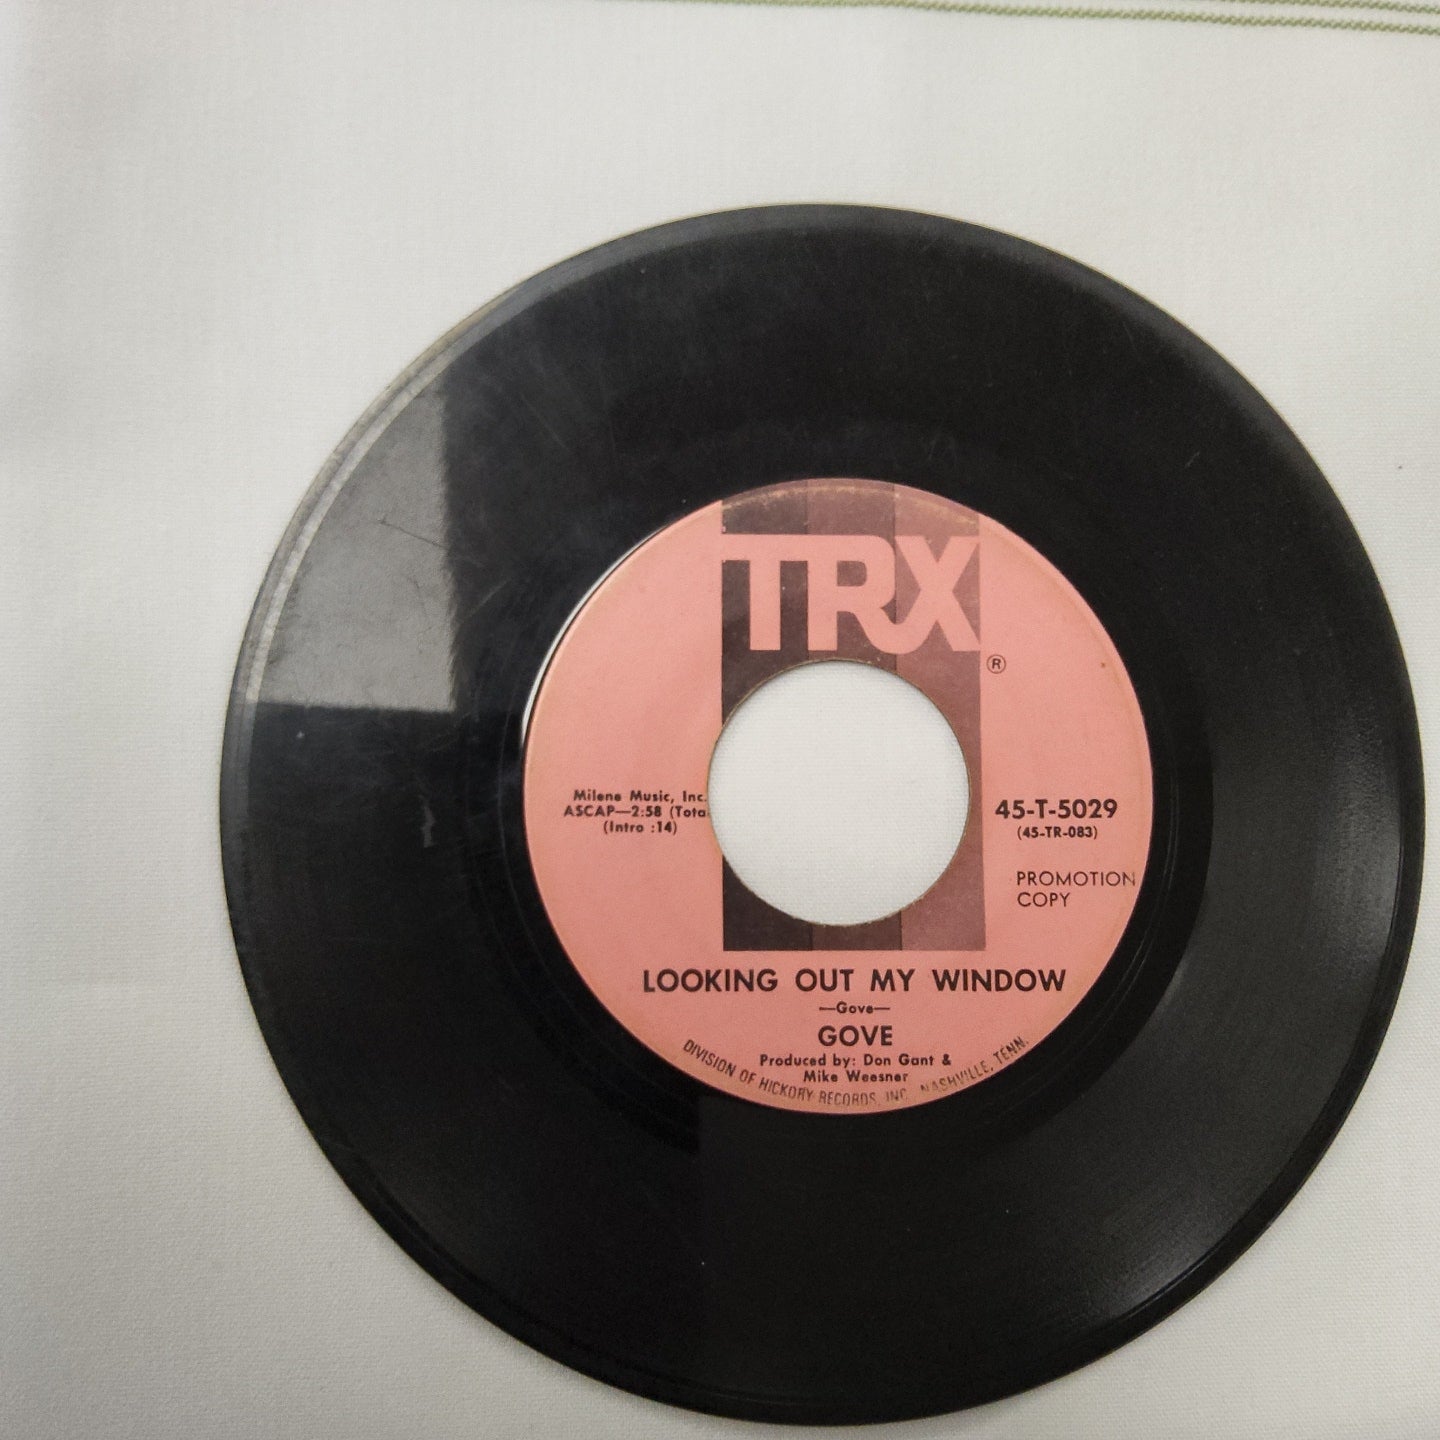 TRX
®
Milene Music, Inc.
ASCAP—2:58 (Tota
(Intro :14)
45-T-5029
(45-TR-083)
PROMOTION
COPY
LOOKING OUT MY WINDOW
—Gove—
GOVE
Produced by: Don Gant &
Mike Weesner
DIVISION OF HICKORY RECORDS, INC. NASHVILLE, TENN.